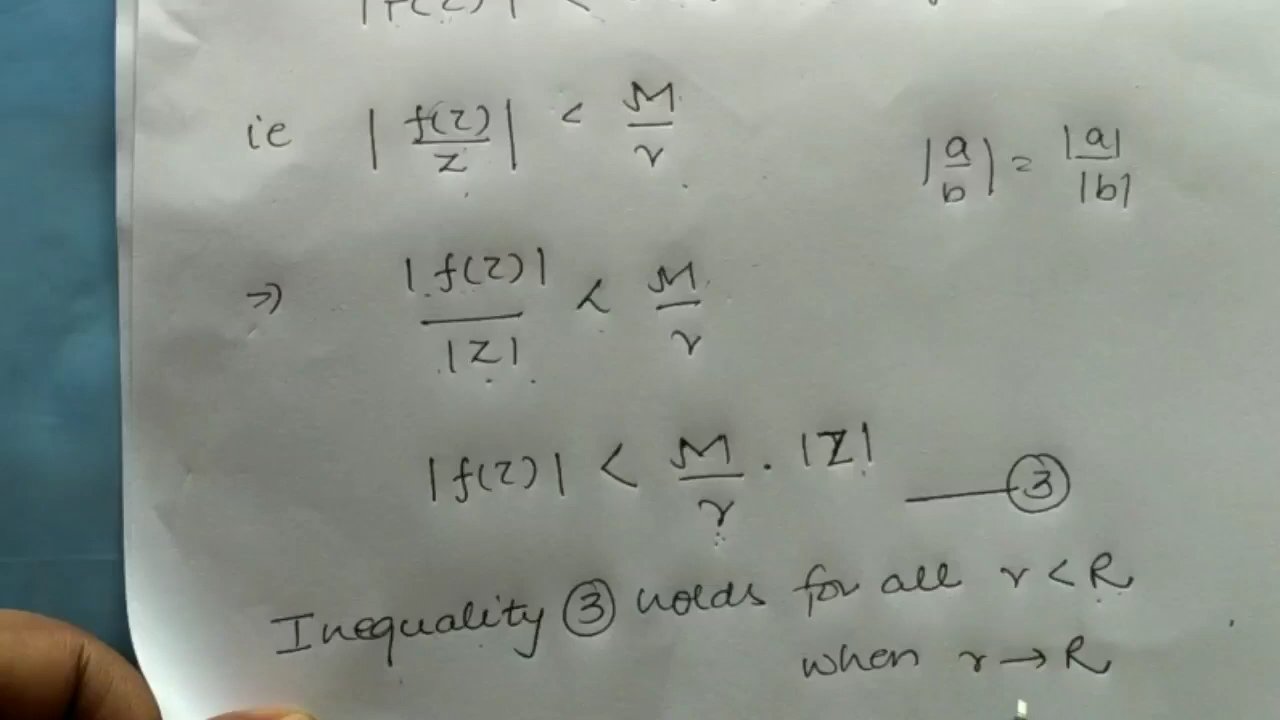 ie |f(z)/z| < M/r |a/b| = |a|/|b|
⇒ |f(z)|/|z| < M/r
|f(z)| < M/r . |z| —— ③
Inequality ③ holds for all r < R
when r → R